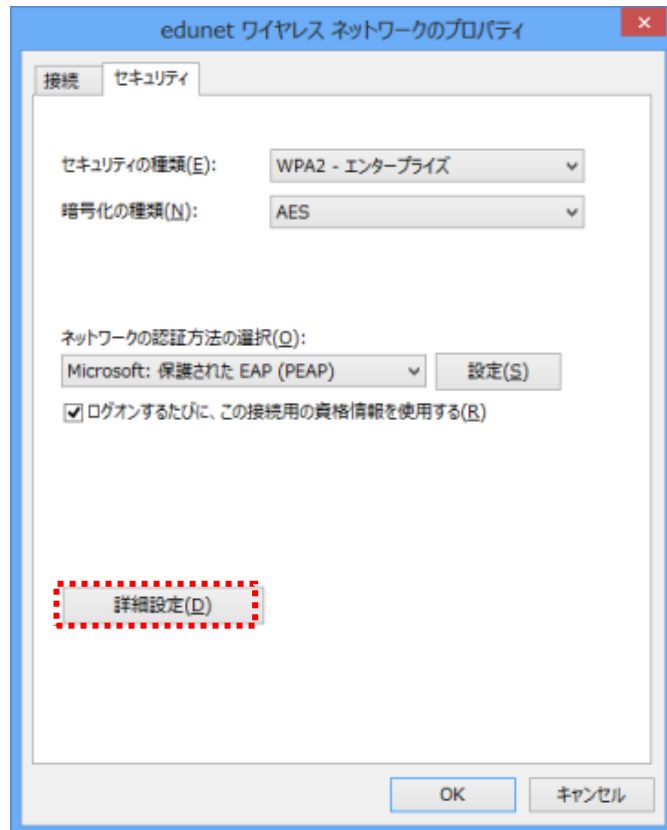 edunet ワイヤレス ネットワークのプロパティ
接続 セキュリティ
セキュリティの種類(E): WPA2 - エンタープライズ
暗号化の種類(N): AES
ネットワークの認証方法の選択(O):
Microsoft: 保護された EAP (PEAP) 設定(S)
ログオンするたびに、この接続用の資格情報を使用する(R)
詳細設定(D)
OK キャンセル